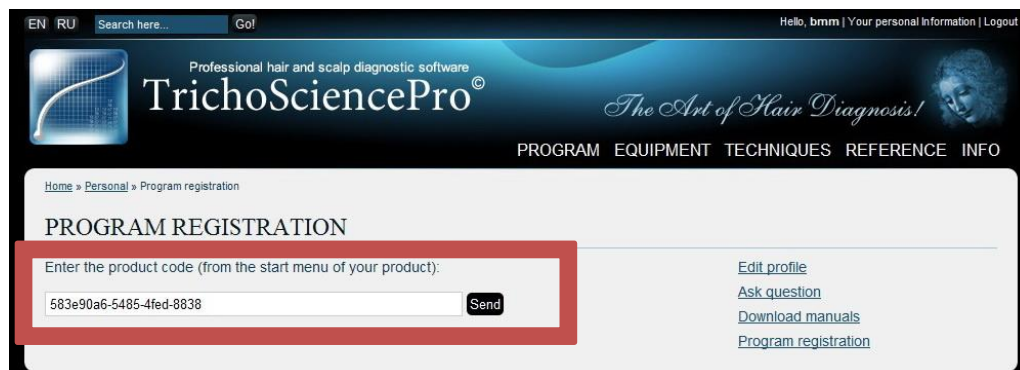 EN RU Search here... Go! Hello, bmm | Your personal Information | Logout
Professional hair and scalp diagnostic software
TrichoSciencePro©
The Art of Hair Diagnosis!
PROGRAM EQUIPMENT TECHNIQUES REFERENCE INFO
Home » Personal » Program registration
PROGRAM REGISTRATION
Enter the product code (from the start menu of your product):
583e90a6-5485-4fed-8838 Send
Edit profile
Ask question
Download manuals
Program registration